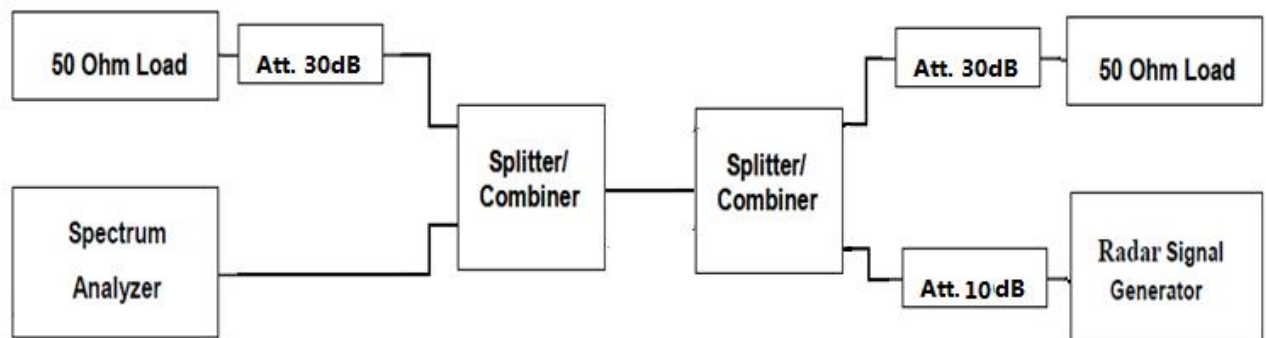 50 Ohm Load
Att. 30dB
Splitter/
Combiner
Spectrum
Analyzer
Splitter/
Combiner
Att. 30dB
50 Ohm Load
Att. 10dB
Radar Signal
Generator